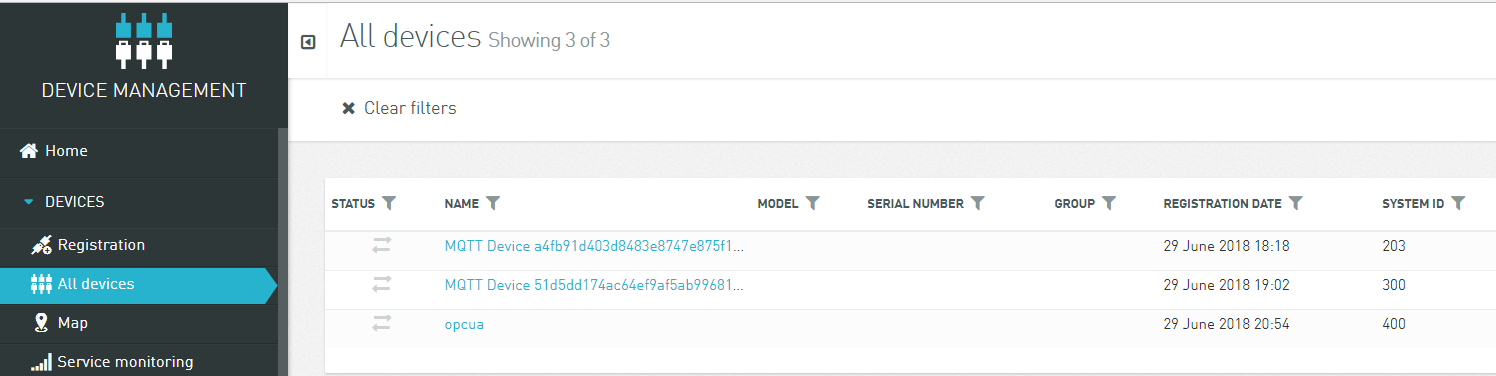 DEVICE MANAGEMENT
Home
DEVICES
Registration
All devices
Map
Service monitoring
All devices Showing 3 of 3
Clear filters
STATUS NAME MODEL SERIAL NUMBER GROUP REGISTRATION DATE SYSTEM ID
MQTT Device a4fb91d403d8483e8747e875f1... 29 June 2018 18:18 203
MQTT Device 51d5dd174ac64ef9af5ab99681... 29 June 2018 19:02 300
opcua 29 June 2018 20:54 400